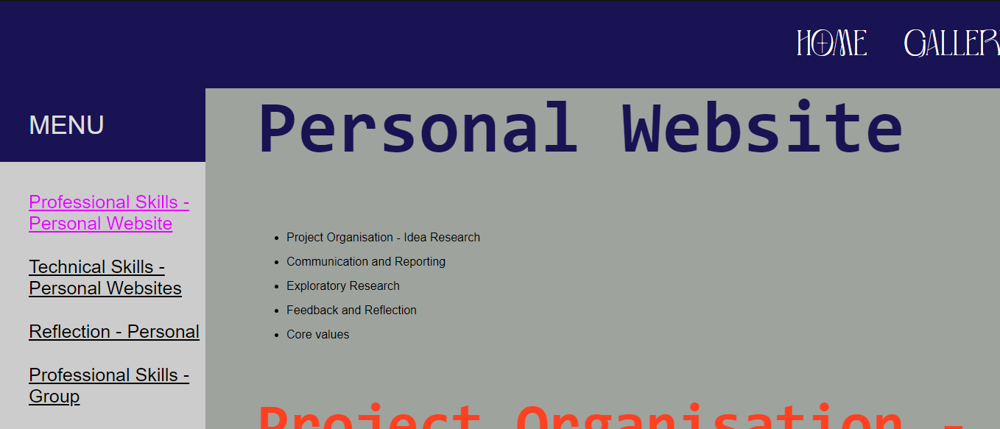 HOME GALLER
MENU
Personal Website
Professional Skills -
Personal Website
Technical Skills -
Personal Websites
Reflection - Personal
Professional Skills -
Group
Project Organisation - Idea Research
Communication and Reporting
Exploratory Research
Feedback and Reflection
Core values
Project Organisation -